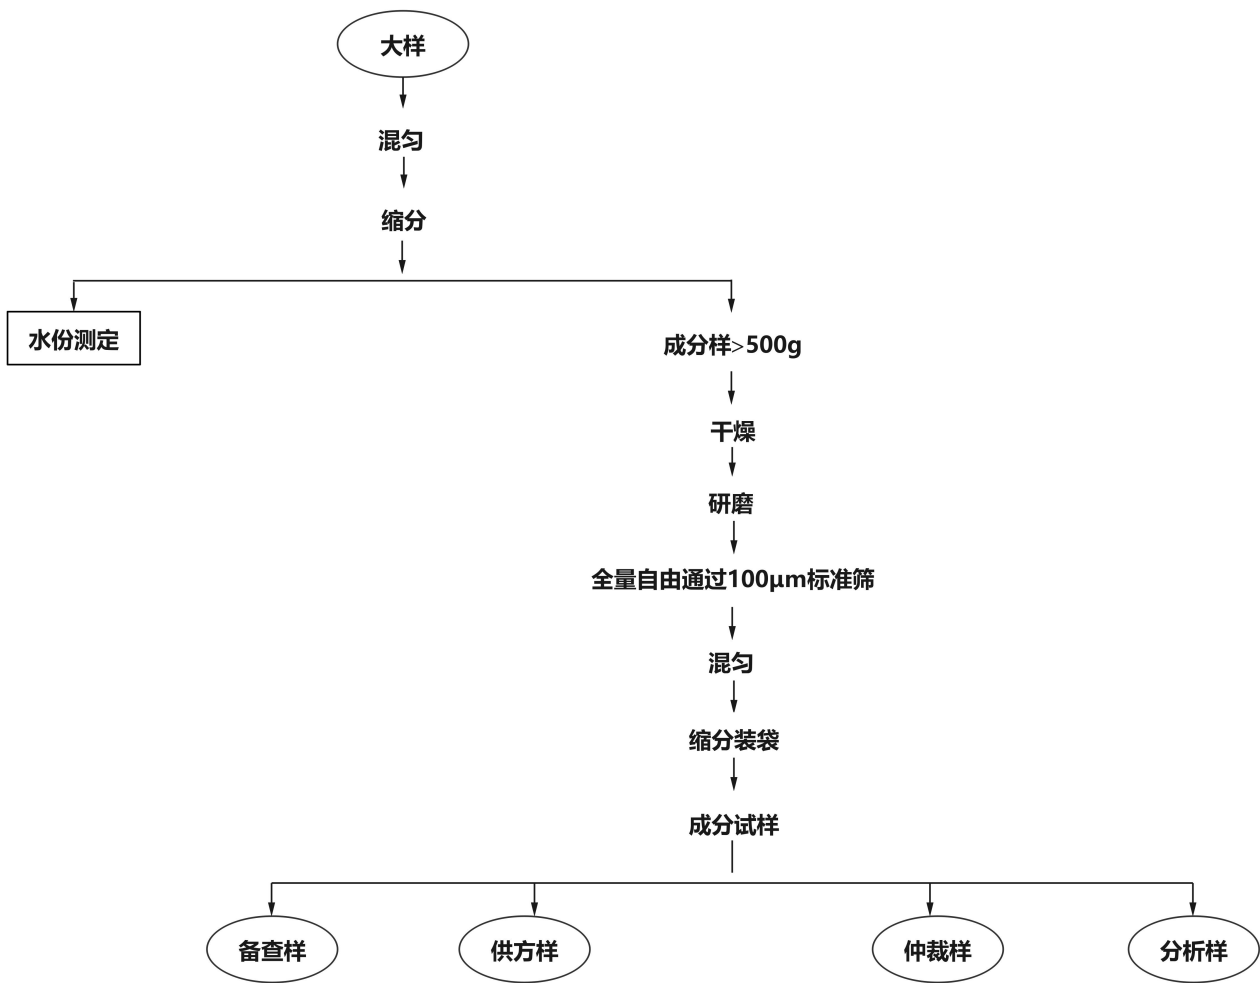 大样
混匀
缩分
水份测定
成分样>500g
干燥
研磨
全量自由通过100μm标准筛
混匀
缩分装袋
成分试样
备查样
供方样
仲裁样
分析样